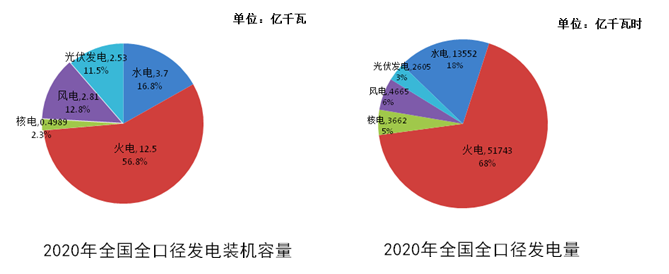 单位：亿千瓦
光伏发电,2.53
11.5%
水电,3.7
16.8%
风电,2.81
12.8%
核电,0.4989
2.3%
火电,12.5
56.8%
2020年全国全口径发电装机容量
单位：亿千瓦时
水电,13552
18%
光伏发电,2605
3%
风电,4665
6%
核电,3662
5%
火电,51743
68%
2020年全国全口径发电量